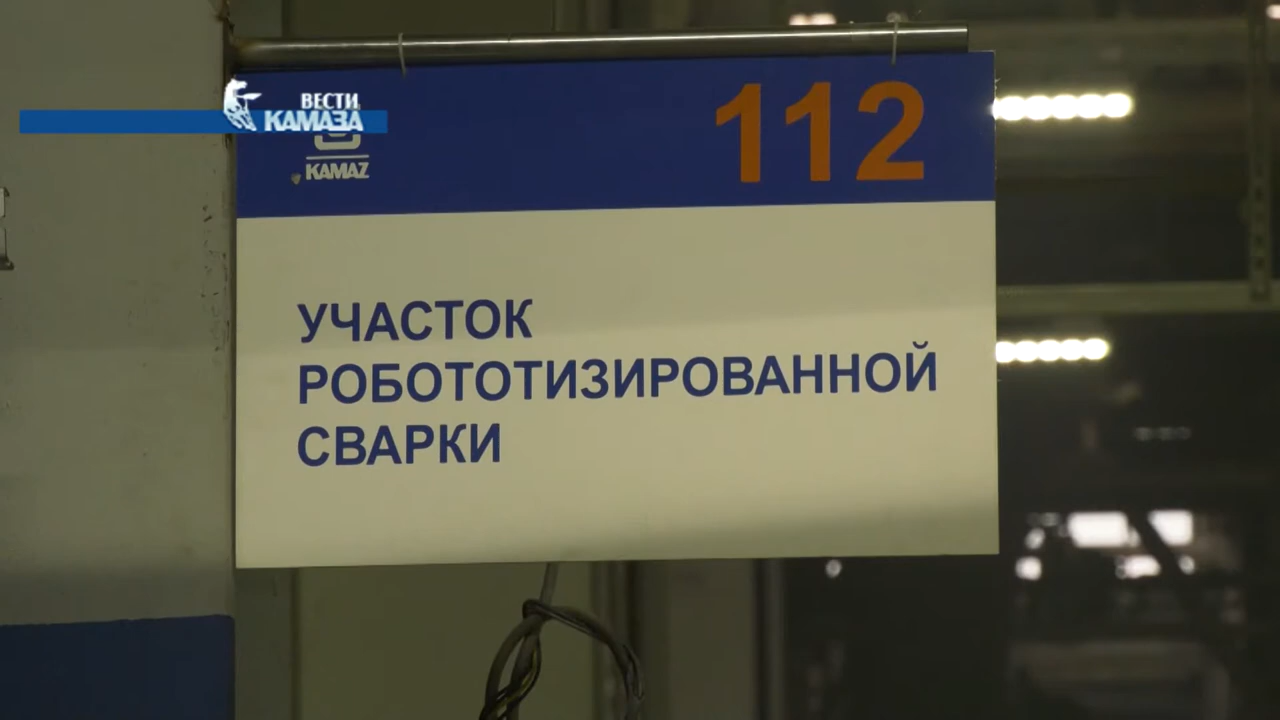 ВЕСТИ
КАМАЗА
KAMAZ
112
УЧАСТОК
РОБОТОТИЗИРОВАННОЙ
СВАРКИ